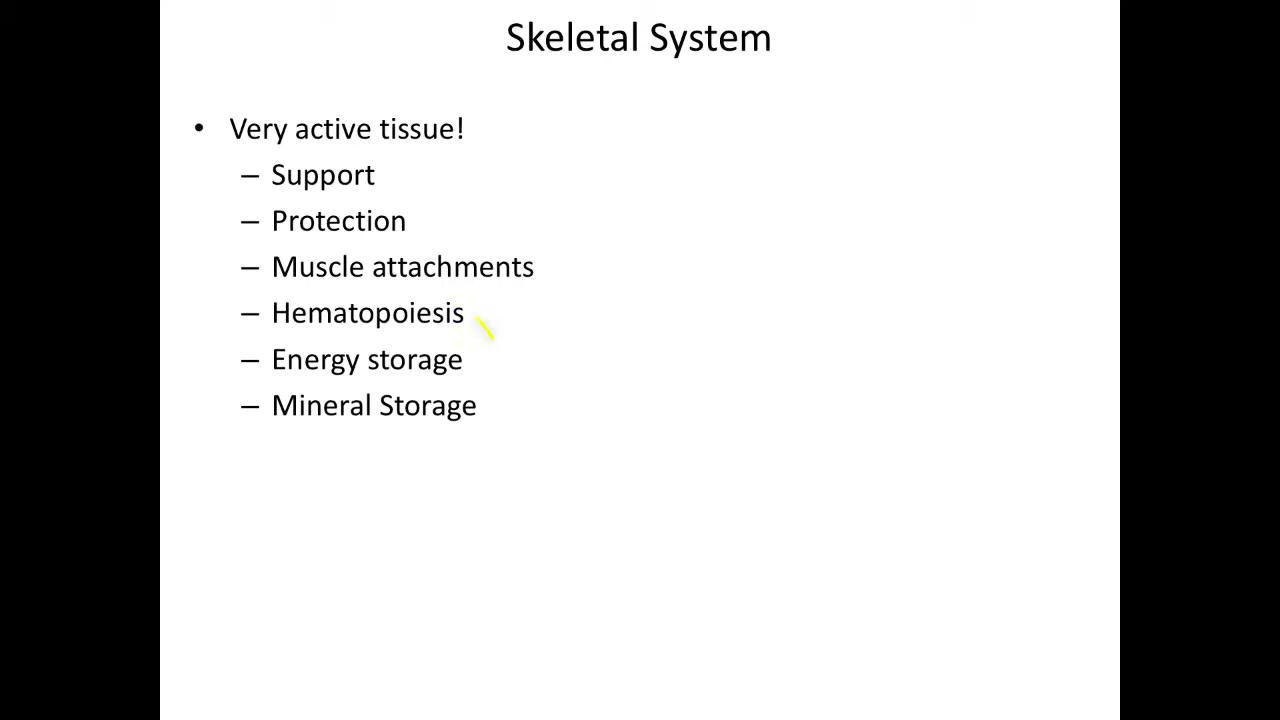 Skeletal System
• Very active tissue!
– Support
– Protection
– Muscle attachments
– Hematopoiesis
– Energy storage
– Mineral Storage